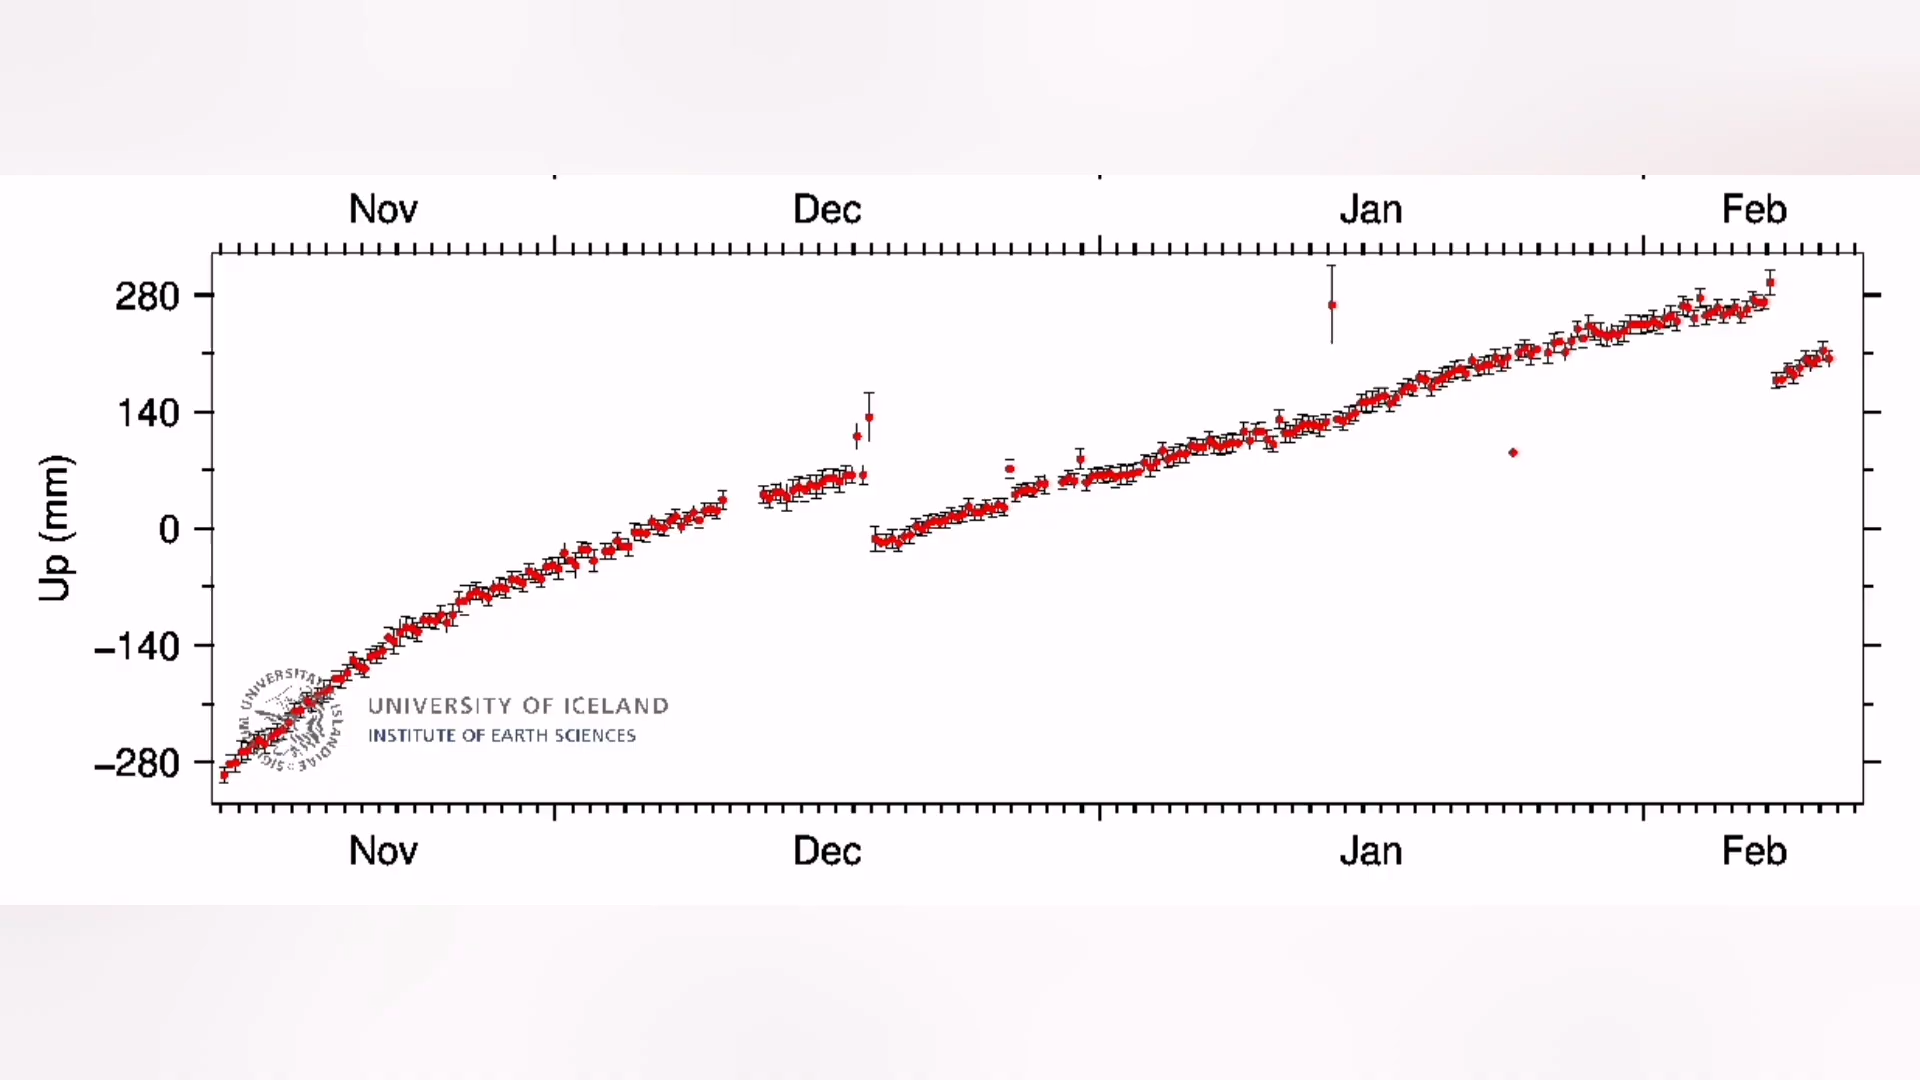 Nov Dec Jan Feb
280
140
0
−140
−280
Up (mm)
UNIVERSITY OF ICELAND
INSTITUTE OF EARTH SCIENCES
Nov Dec Jan Feb